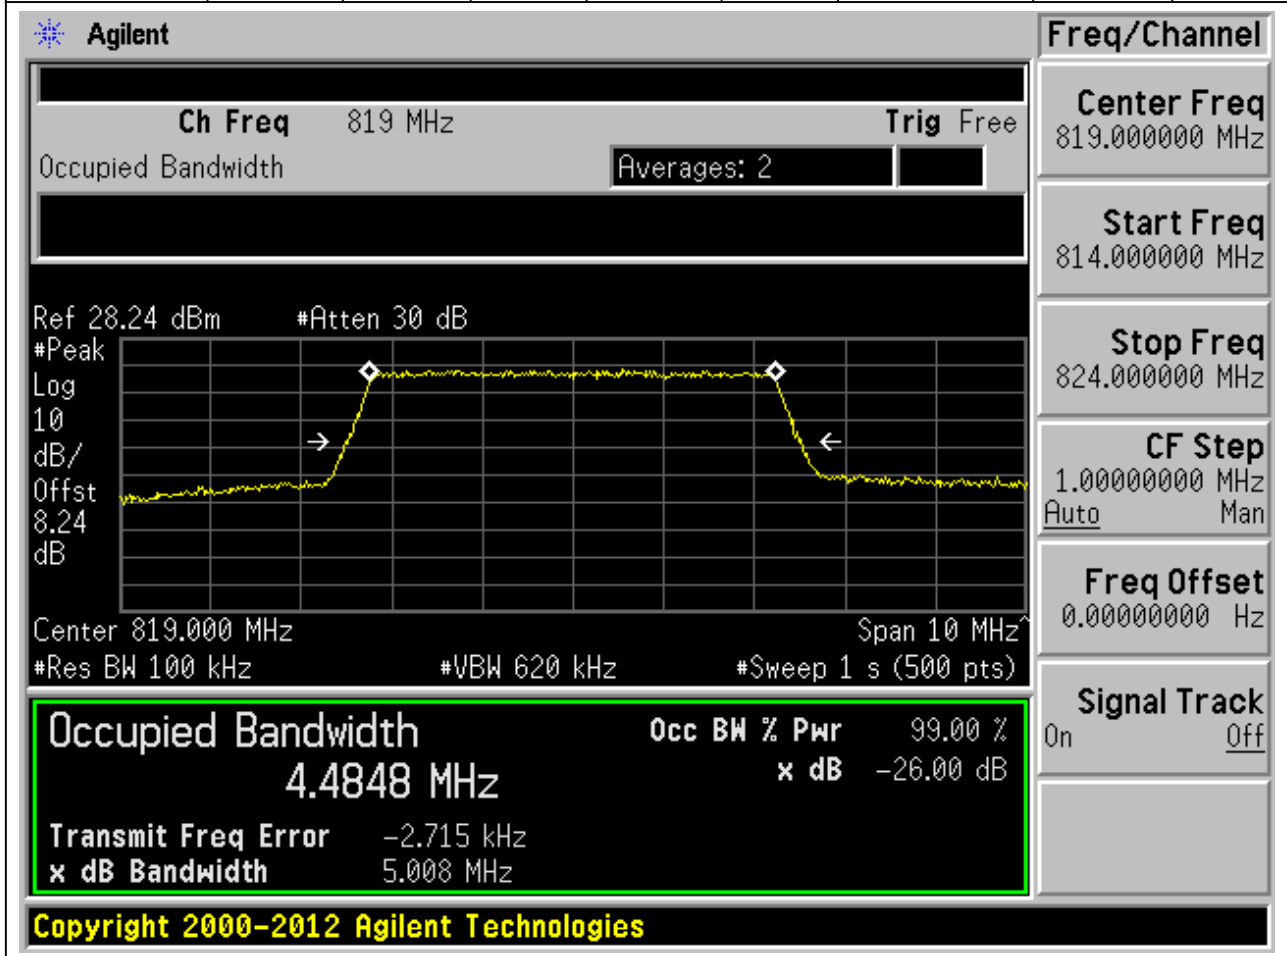 Agilent
Freq/Channel
Ch Freq 819 MHz Trig Free
Occupied Bandwidth Averages: 2
Center Freq
819.000000 MHz
Start Freq
814.000000 MHz
Stop Freq
824.000000 MHz
CF Step
1.00000000 MHz
Auto Man
Freq Offset
0.00000000 Hz
Signal Track
On Off
Ref 28.24 dBm #Atten 30 dB
#Peak
Log
10
dB/
Offst
8.24
dB
Center 819.000 MHz Span 10 MHz^
#Res BW 100 kHz #VBW 620 kHz #Sweep 1 s (500 pts)
Occupied Bandwidth Occ BW % Pwr 99.00 %
4.4848 MHz x dB -26.00 dB
Transmit Freq Error -2.715 kHz
x dB Bandwidth 5.008 MHz
Copyright 2000-2012 Agilent Technologies